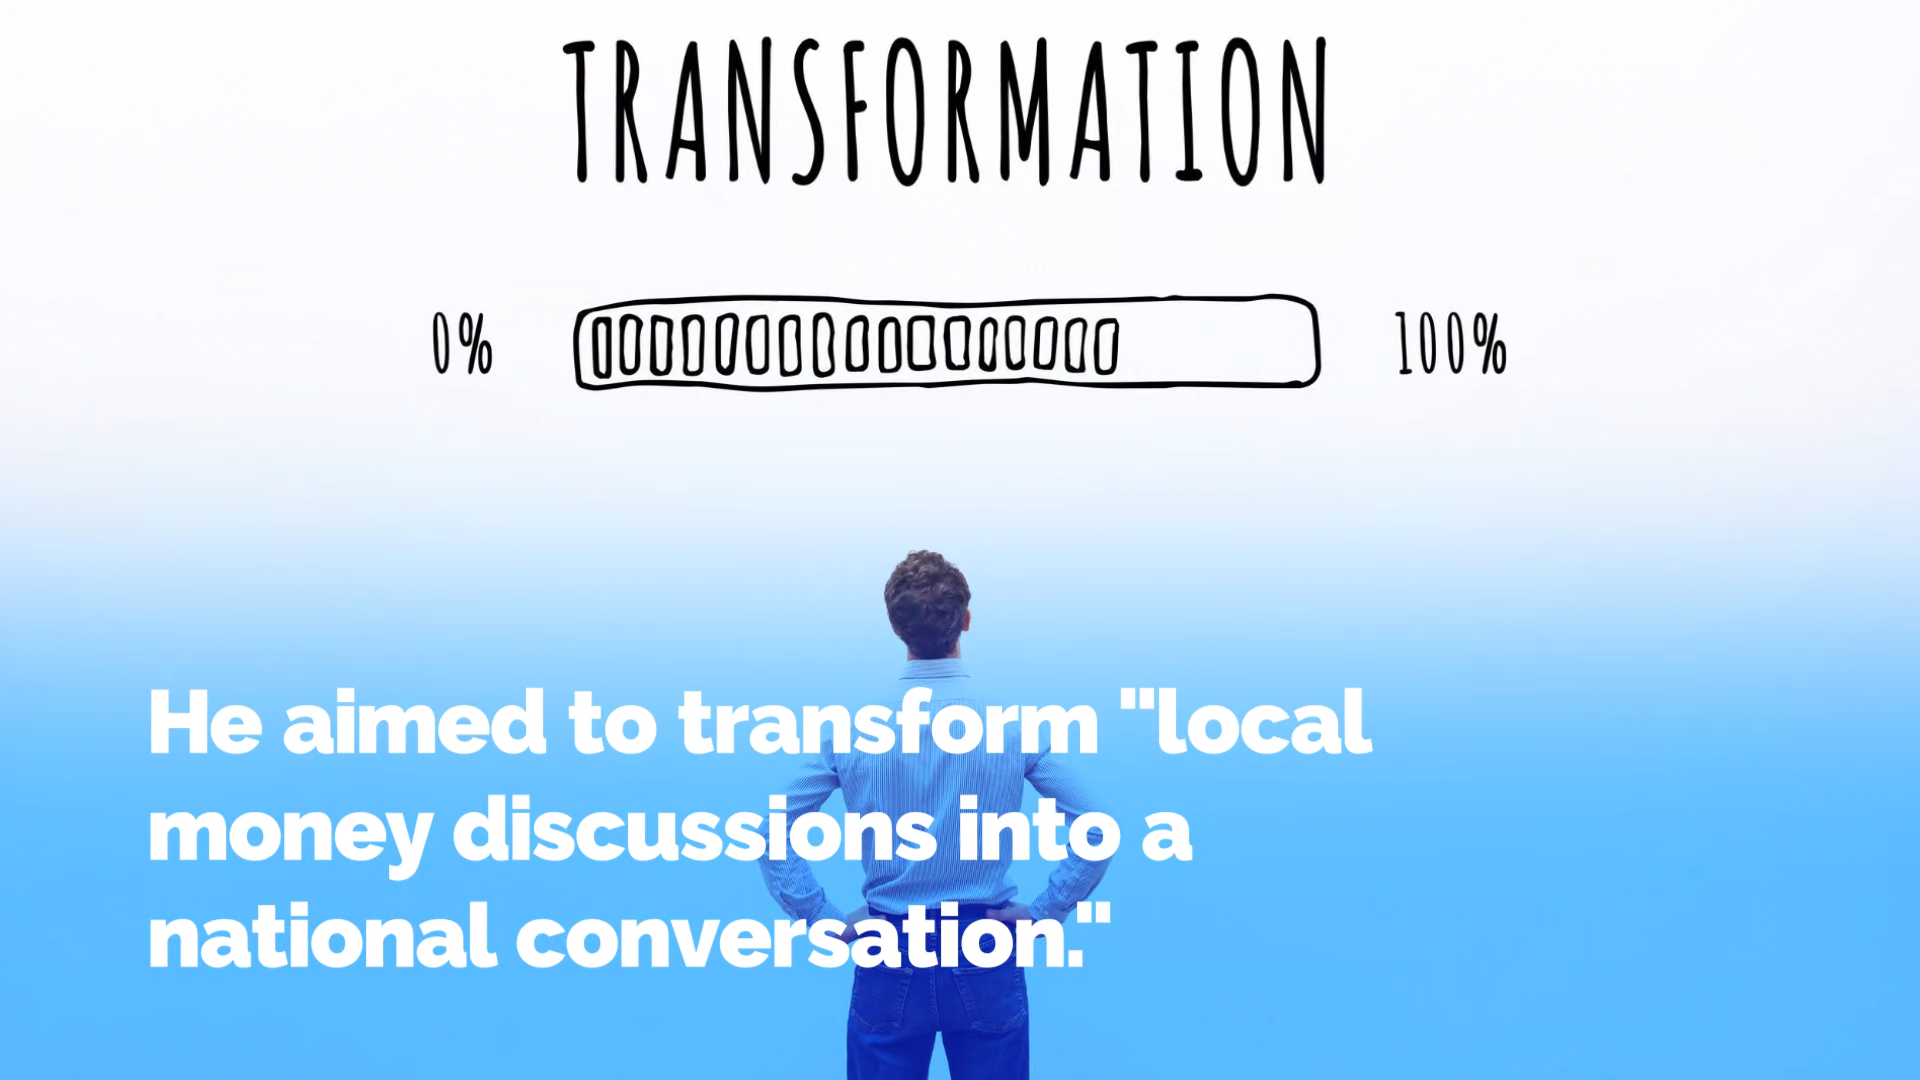 TRANSFORMATION
0% 100%
He aimed to transform "local
money discussions into a
national conversation."